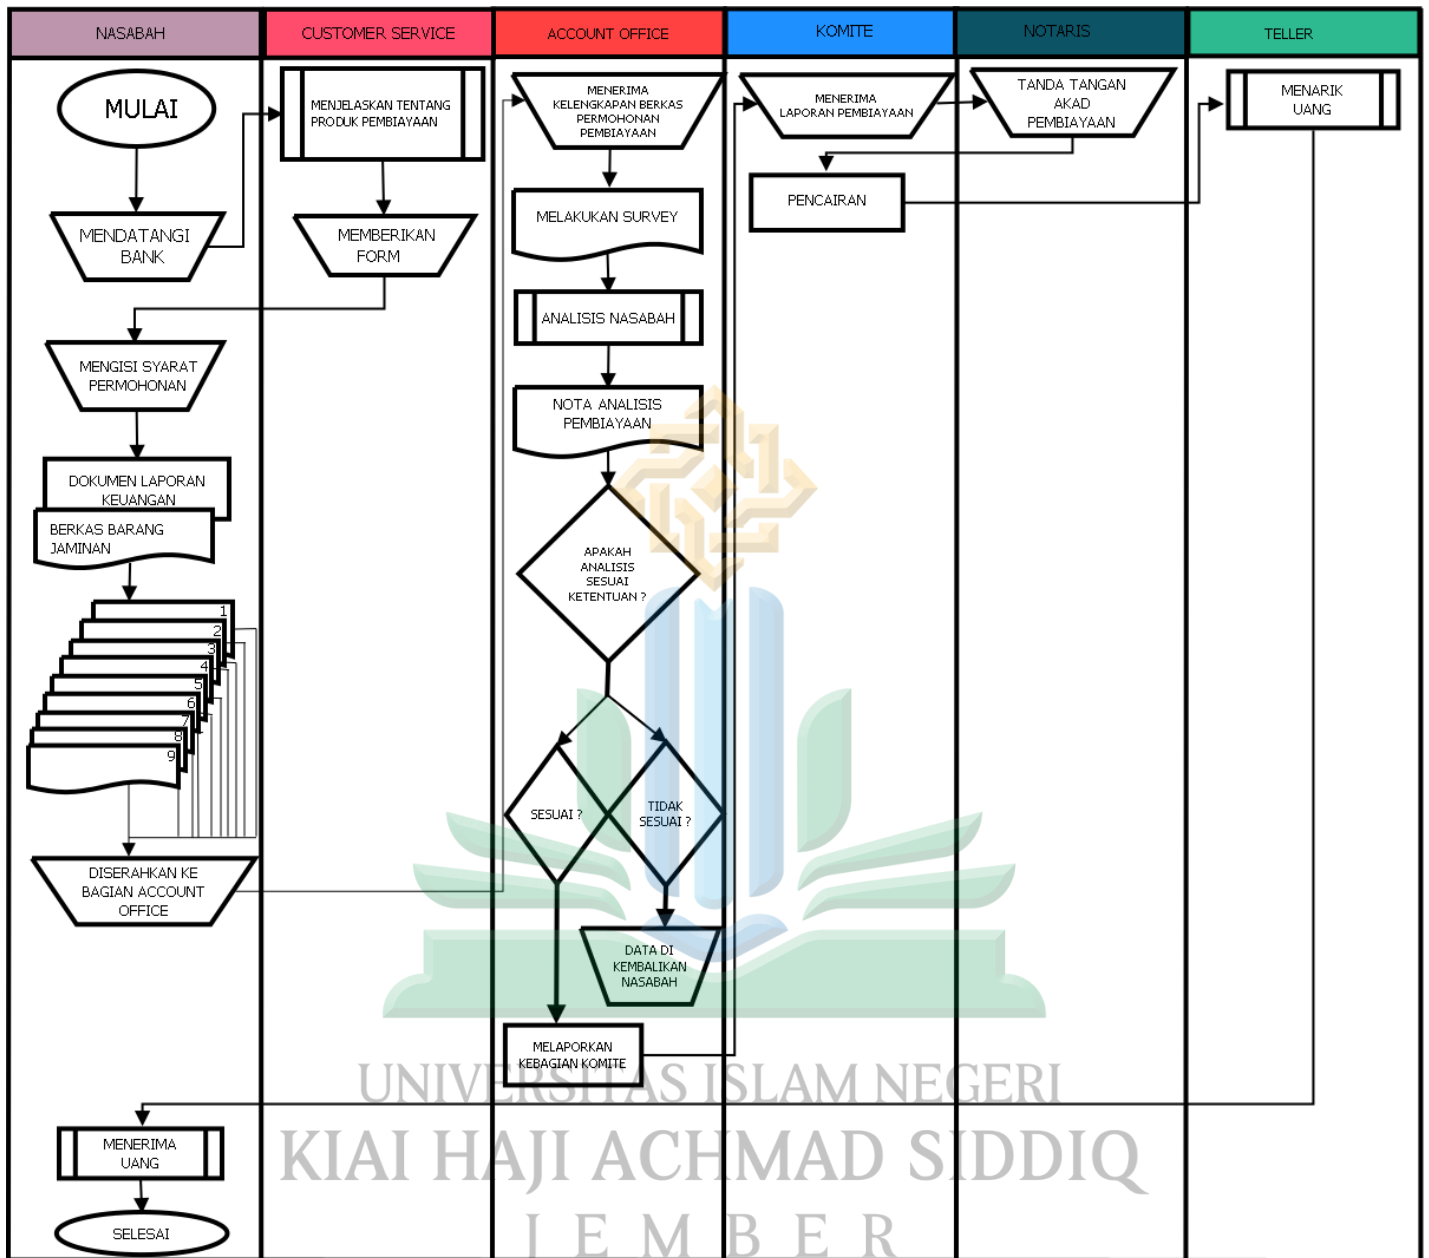 NASABAH
CUSTOMER SERVICE
ACCOUNT OFFICE
KOMITE
NOTARIS
TELLER
MULAI
MENDATANGI
BANK
MENGISI SYARAT
PERMOHONAN
DOKUMEN LAPORAN
KEUANGAN
BERKAS BARANG
JAMINAN
1
2
3
4
5
6
7
8
9
DISERAHKAN KE
BAGIAN ACCOUNT
OFFICE
MENERIMA
UANG
SELESAI
MENJELASKAN TENTANG
PRODUK PEMBIAYAAN
MEMBERIKAN
FORM
MENERIMA
KELENGKAPAN BERKAS
PERMOHONAN
PEMBIAYAAN
MELAKUKAN SURVEY
ANALISIS NASABAH
NOTA ANALISIS
PEMBIAYAAN
APAKAH
ANALISIS
SESUAI
KETENTUAN ?
SESUAI ?
TIDAK
SESUAI ?
DATA DI
KEMBALIKAN
NASABAH
MELAPORKAN
KEBAGIAN KOMITE
MENERIMA
LAPORAN PEMBIAYAAN
PENCAIRAN
TANDA TANGAN
AKAD
PEMBIAYAAN
MENARIK
UANG
UNIVERSITAS ISLAM NEGERI
KIAI HAJI ACHMAD SIDDIQ
JEMBER